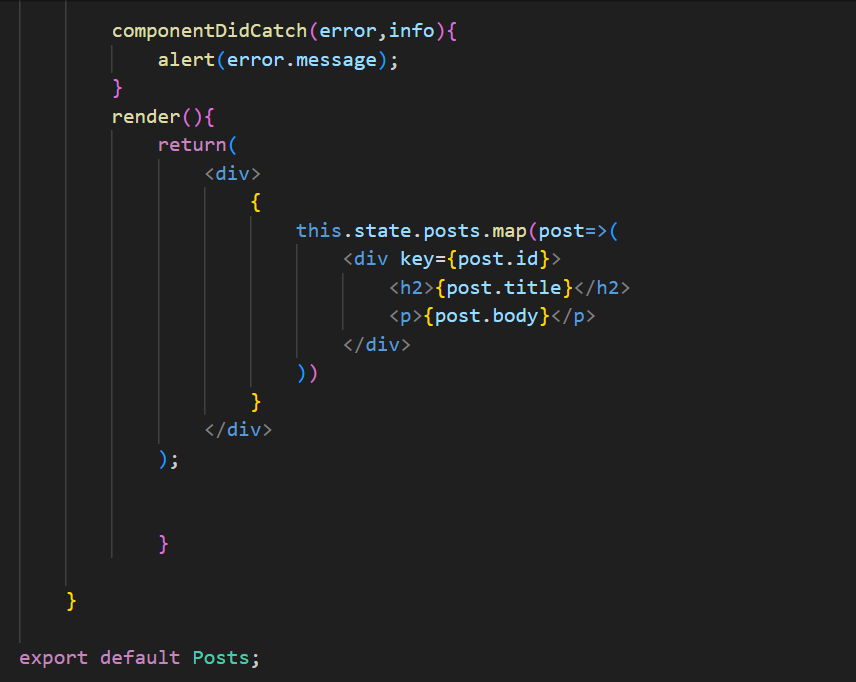 componentDidCatch(error,info){
alert(error.message);
}
render(){
return(
<div>
{
this.state.posts.map(post=>(
<div key={post.id}>
<h2>{post.title}</h2>
<p>{post.body}</p>
</div>
))
}
</div>
);
}
}
export default Posts;